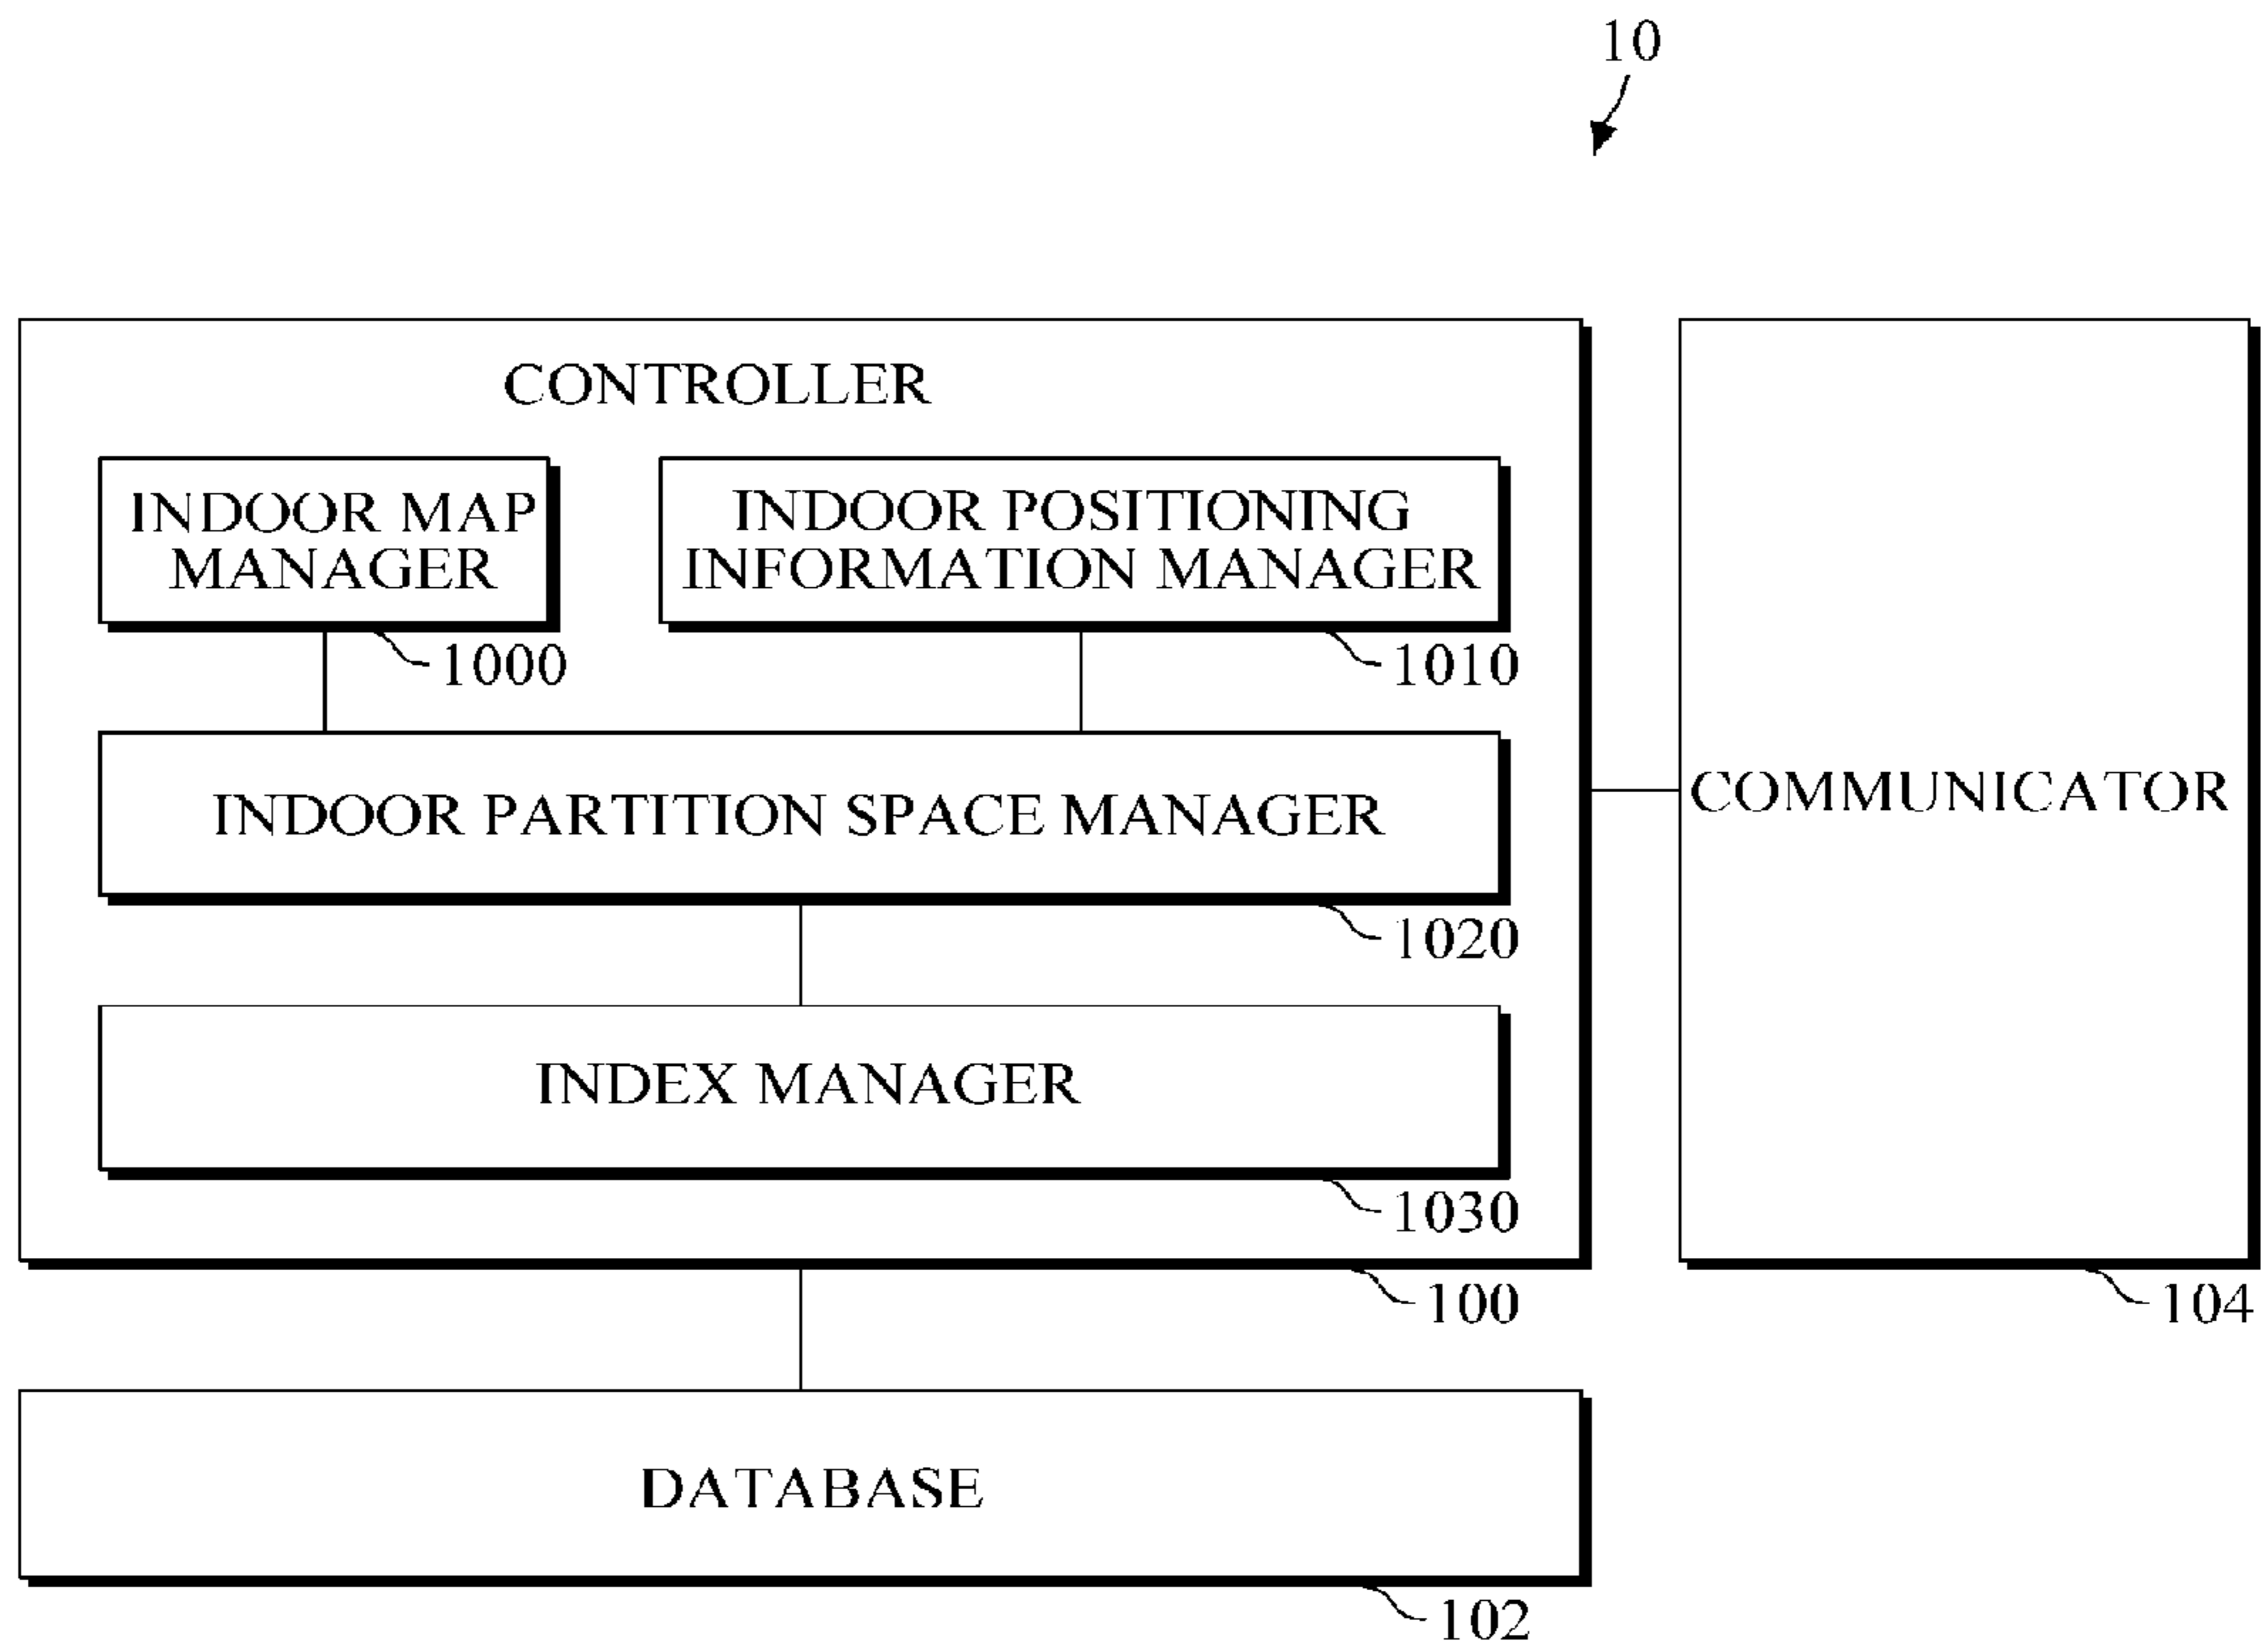 10
CONTROLLER
INDOOR MAP
MANAGER
1000
INDOOR POSITIONING
INFORMATION MANAGER
1010
INDOOR PARTITION SPACE MANAGER
1020
INDEX MANAGER
1030
100
COMMUNICATOR
104
DATABASE
102